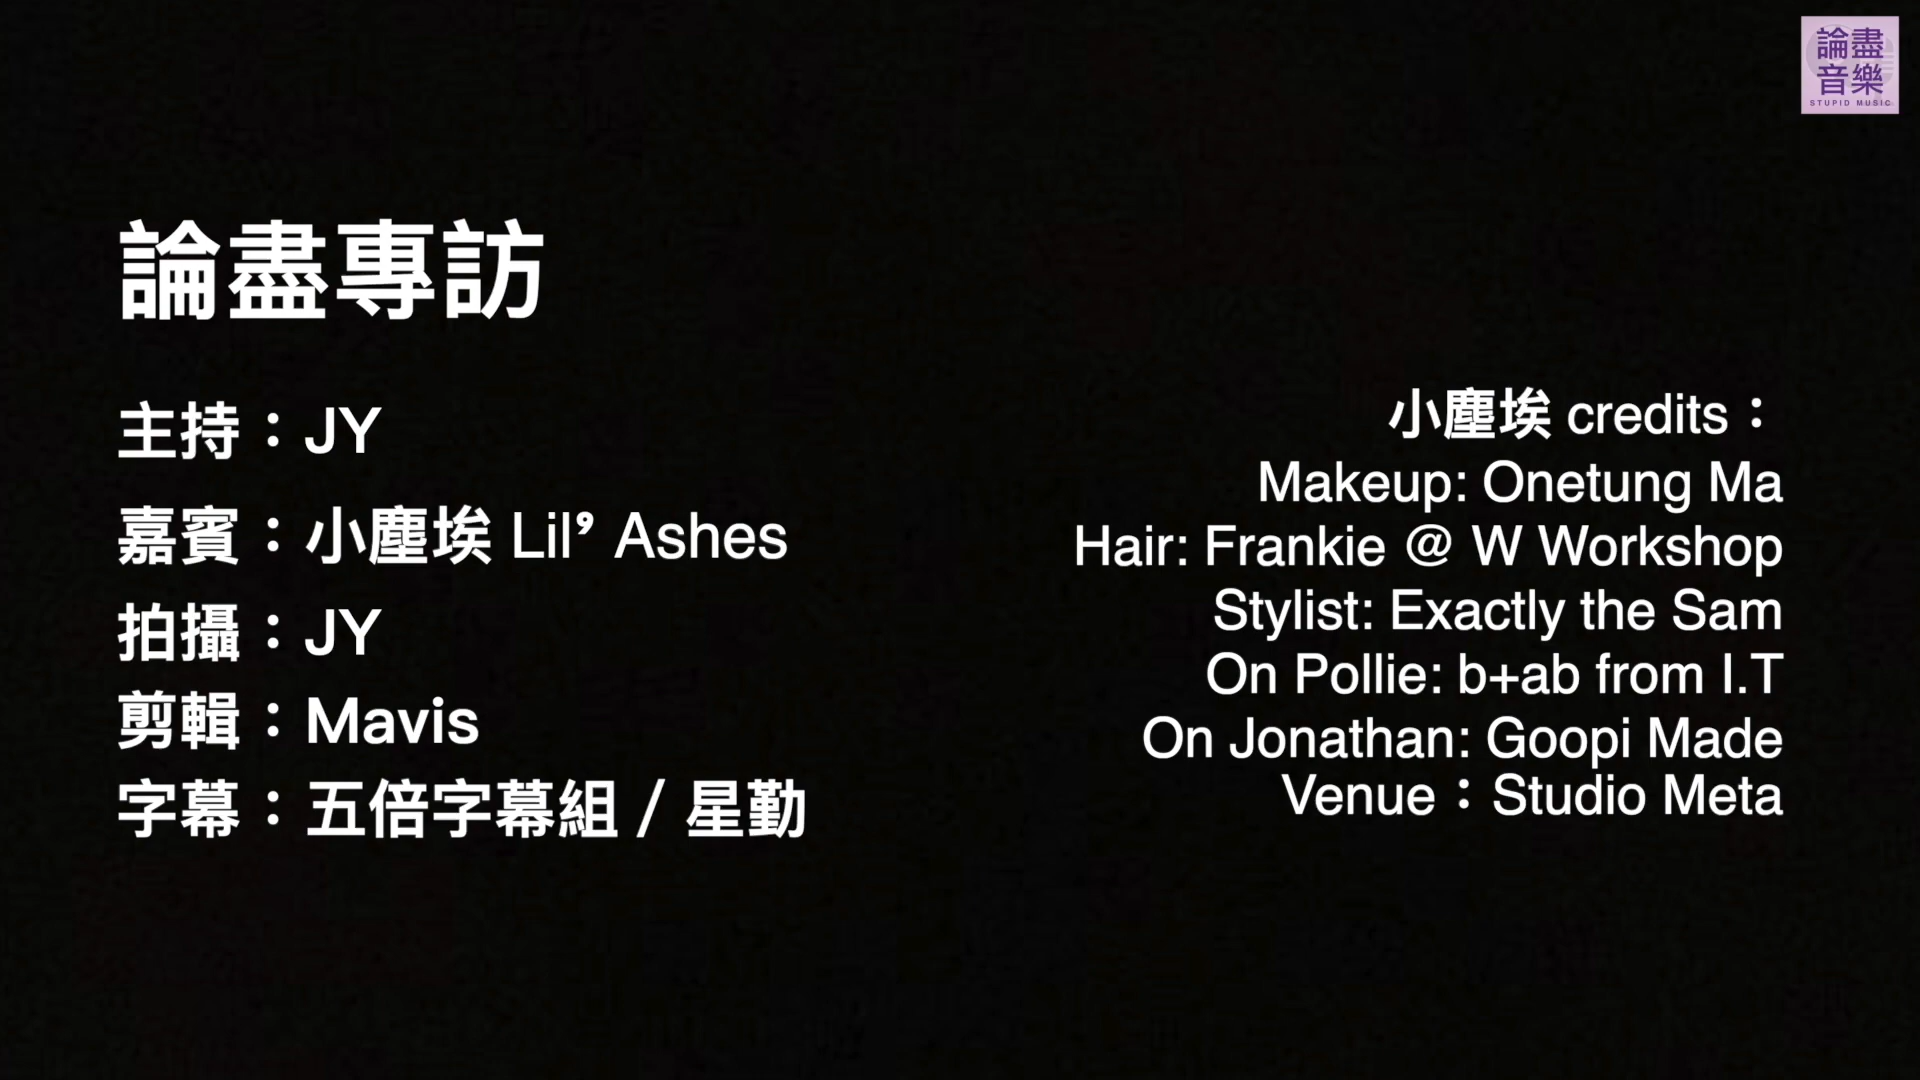 論盡
音樂
STUPID MUSIC
論盡專訪
主持：JY
嘉賓：小塵埃 Lil’ Ashes
拍攝：JY
剪輯：Mavis
字幕：五倍字幕組 / 星勤
小塵埃 credits：
Makeup: Onetung Ma
Hair: Frankie @ W Workshop
Stylist: Exactly the Sam
On Pollie: b+ab from I.T
On Jonathan: Goopi Made
Venue：Studio Meta